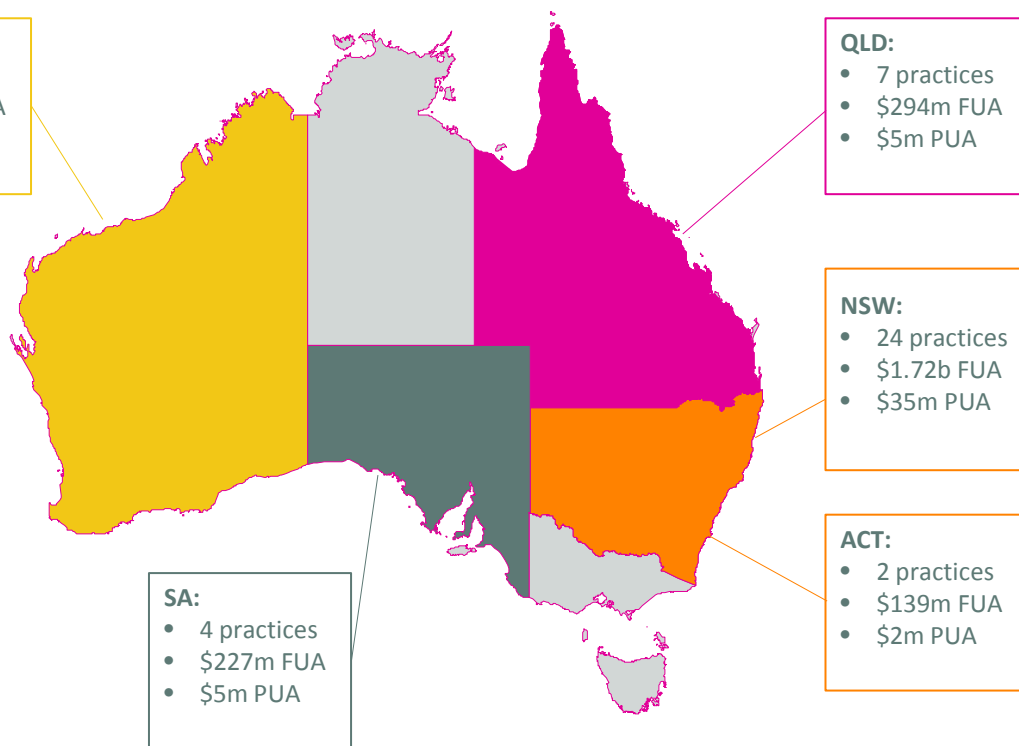 A
QLD:
• 7 practices
• $294m FUA
• $5m PUA
NSW:
• 24 practices
• $1.72b FUA
• $35m PUA
ACT:
• 2 practices
• $139m FUA
• $2m PUA
SA:
• 4 practices
• $227m FUA
• $5m PUA